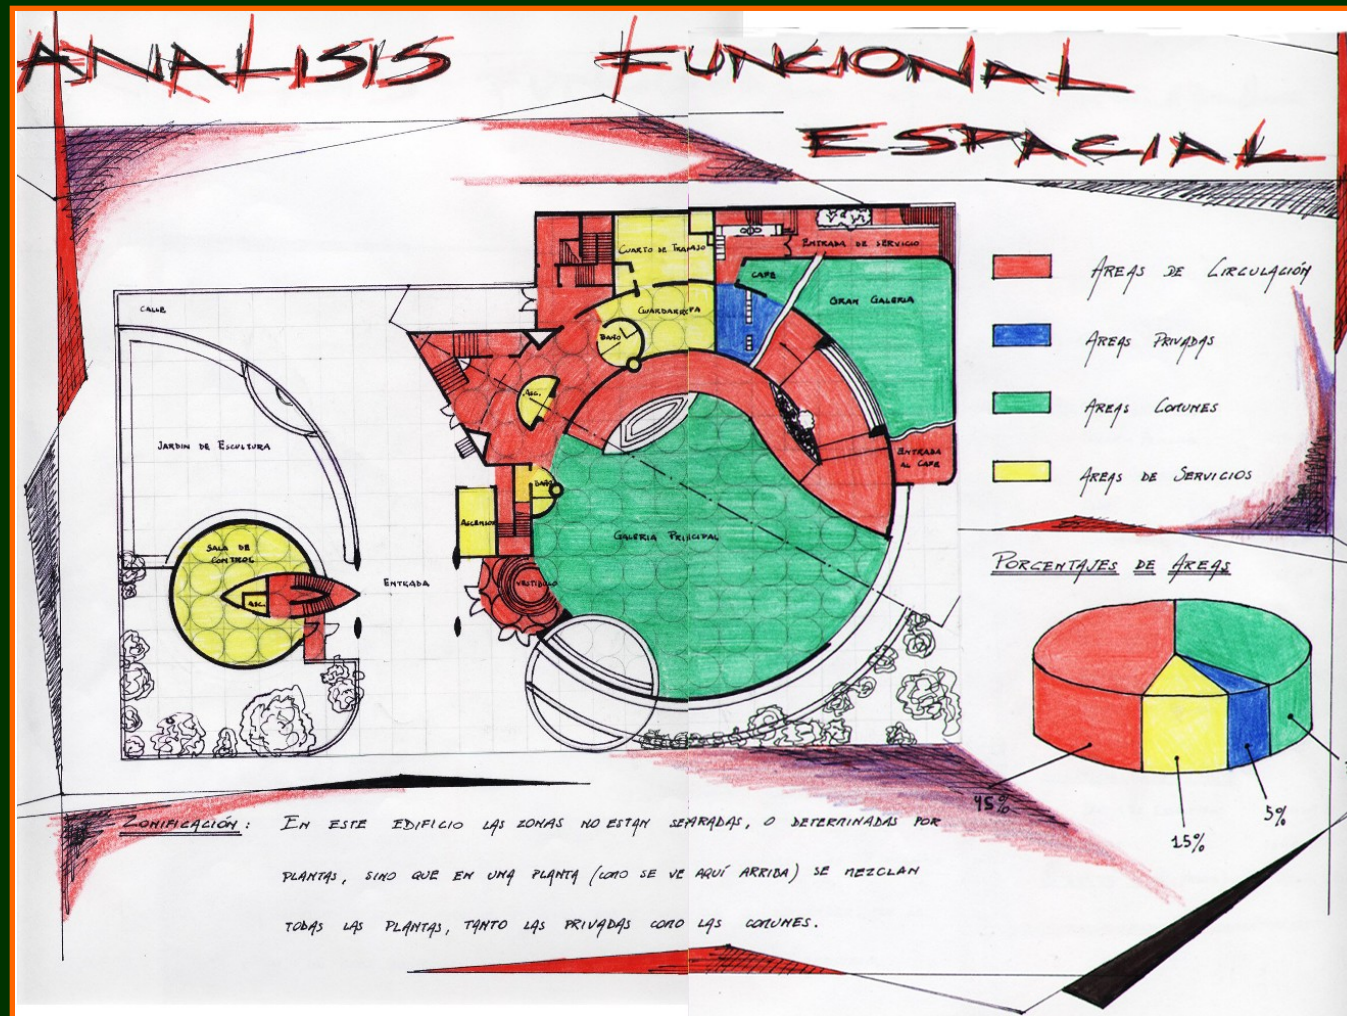 ANALISIS FUNCIONAL
ESPACIAL
CUARTO DE TRABAJO
ENTRADA DE SERVICIO
CAFE
GRAN GALERIA
GUARDAROPA
BAÑO
CALLE
ASC.
JARDIN DE ESCULTURA
ENTRADA
AL CAFE
BAÑO
ASCENSOR
GALERIA PRINCIPAL
SALA DE
CONTROL
ENTRADA
VESTIBULO
ASC.
AREAS DE CIRCULACIÓN
AREAS PRIVADAS
AREAS COMUNES
AREAS DE SERVICIOS
PORCENTAJES DE AREAS
45%
15%
5%
ZONIFICACIÓN: EN ESTE EDIFICIO LAS ZONAS NO ESTAN SEPARADAS, O DETERMINADAS POR
PLANTAS, SINO QUE EN UNA PLANTA (COMO SE VE AQUÍ ARRIBA) SE MEZCLAN
TODAS LAS PLANTAS, TANTO LAS PRIVADAS COMO LAS COMUNES.